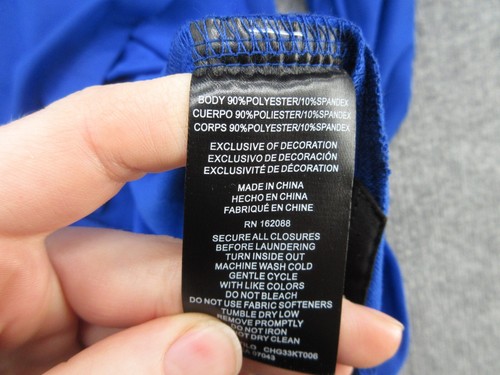 BODY 90%POLYESTER/10%SPANDEX
CUERPO 90%POLIESTER/10%SPANDEX
CORPS 90%POLYESTER/10%SPANDEX
EXCLUSIVE OF DECORATION
EXCLUSIVO DE DECORACIÓN
EXCLUSIVITÉ DE DÉCORATION
MADE IN CHINA
HECHO EN CHINA
FABRIQUÉ EN CHINE
RN 162088
SECURE ALL CLOSURES
BEFORE LAUNDERING
TURN INSIDE OUT
MACHINE WASH COLD
GENTLE CYCLE
WITH LIKE COLORS
DO NOT BLEACH
DO NOT USE FABRIC SOFTENERS
TUMBLE DRY LOW
REMOVE PROMPTLY
DO NOT IRON
NOT DRY CLEAN
CHG33KT006
07043